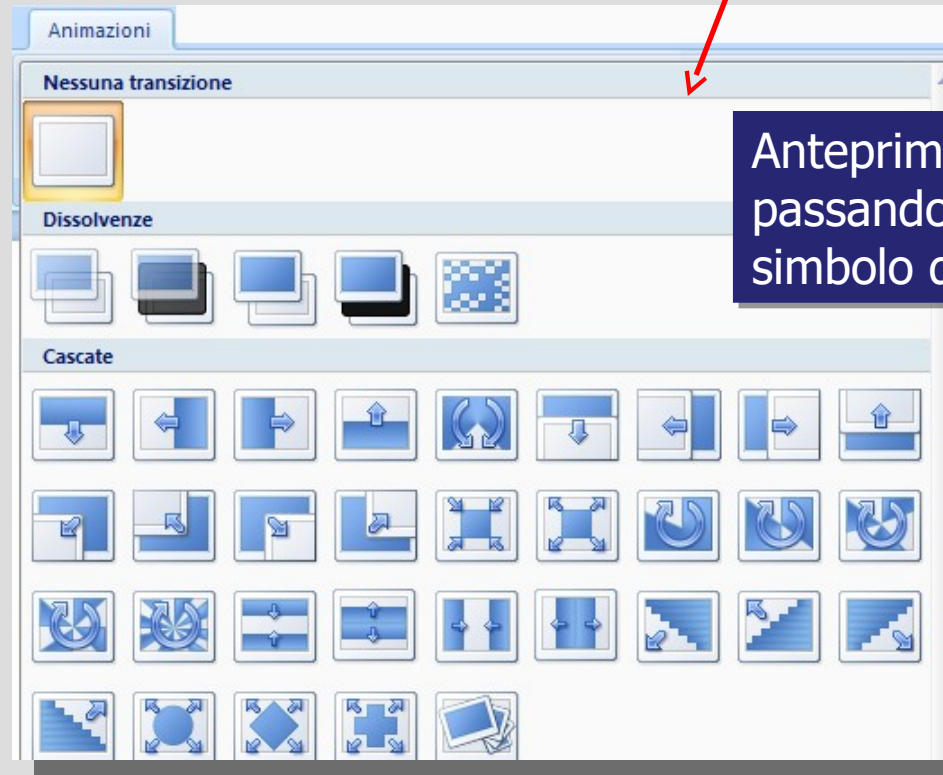 Animazioni
Nessuna transizione
Anteprim
passando
simbolo
Dissolvenze
Cascate